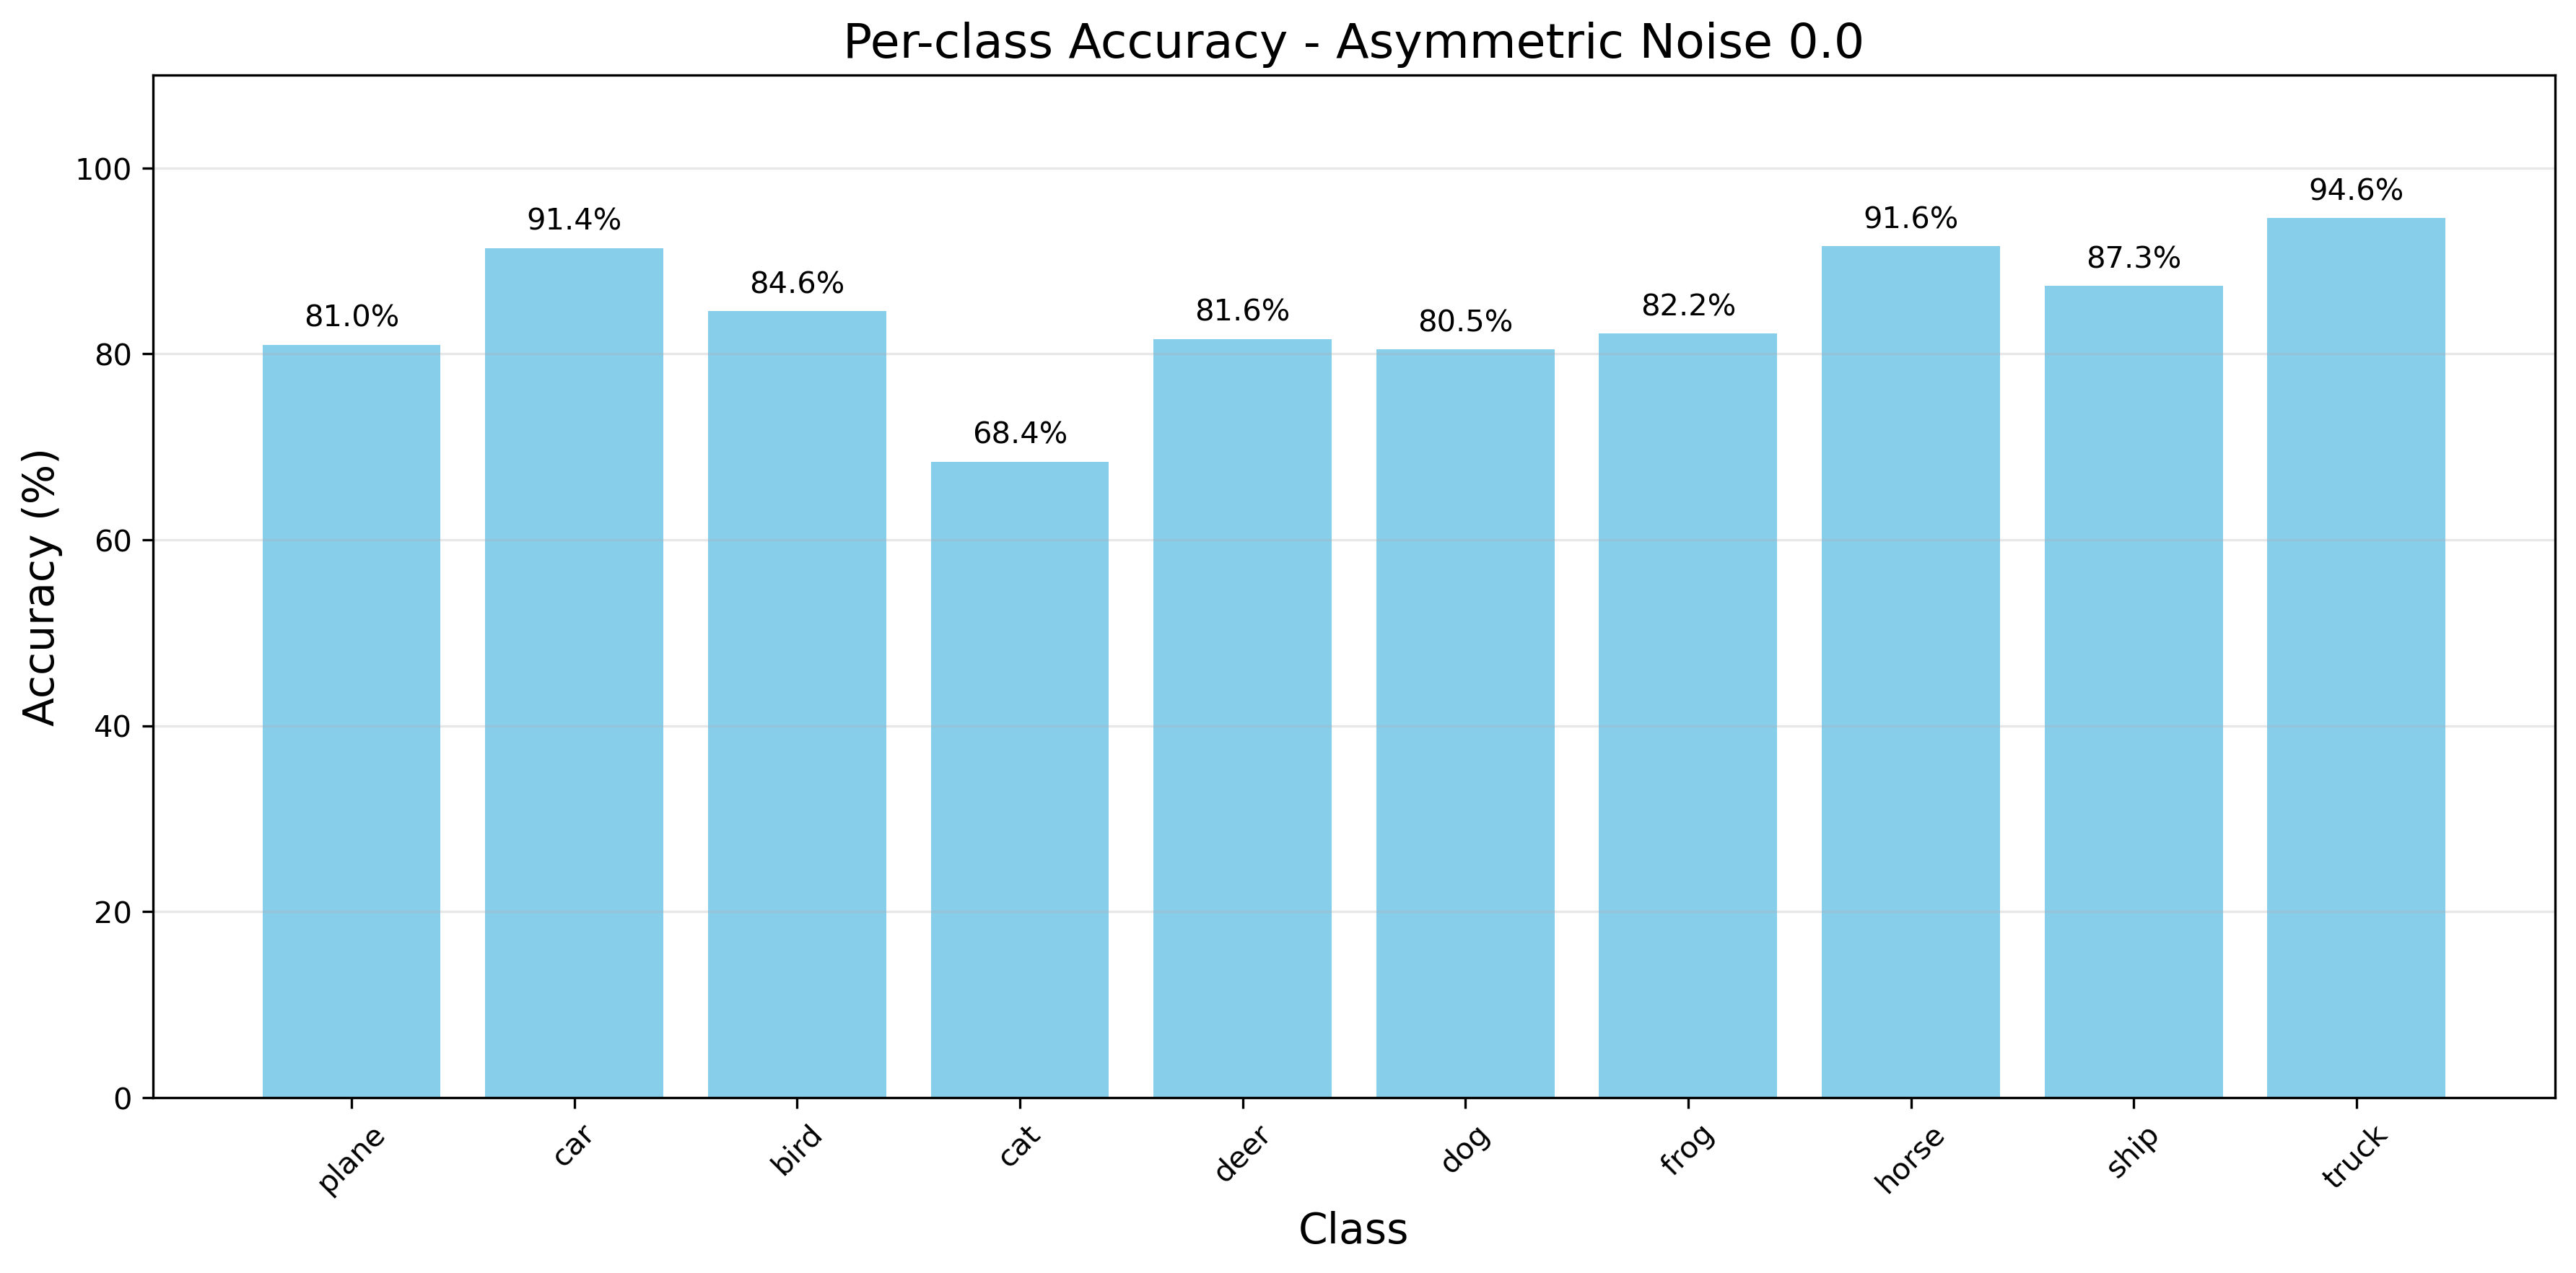 Per-class Accuracy - Asymmetric Noise 0.0
Accuracy (%)
100
80
60
40
20
0
81.0%
91.4%
84.6%
68.4%
81.6%
80.5%
82.2%
91.6%
87.3%
94.6%
plane
car
bird
cat
deer
dog
frog
horse
ship
truck
Class